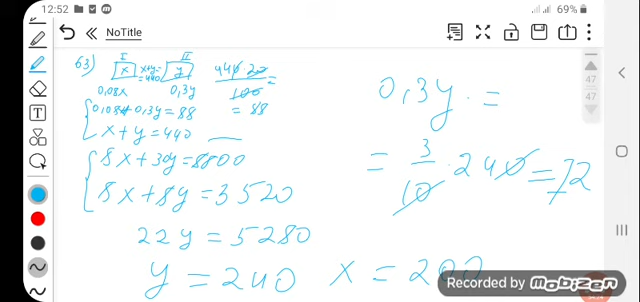 12:52
69%
NoTitle
47
47
63)
I
II
x
x+y=440
y
0,08x
0,3y
440·20/100 =
= 88
0,08x+0,3y=88
x+y=440
8x+30y=8800
8x+8y=3520
22y=5280
y=240
x=200
0,3y =
= 3/10 · 240 = 72
Recorded by
mobizen